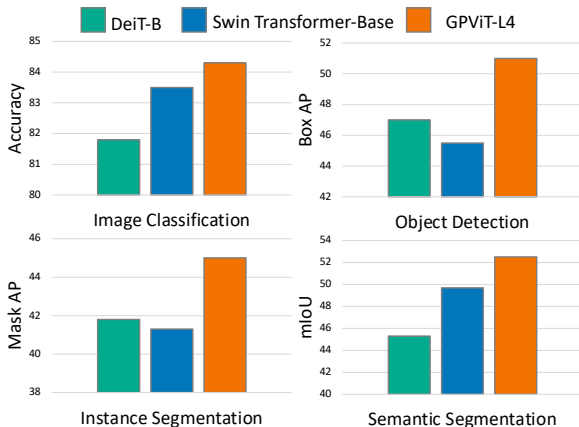 DeiT-B Swin Transformer-Base GPViT-L4
Accuracy
85
84
83
82
81
80
Image Classification
Box AP
52
50
48
46
44
42
Object Detection
Mask AP
46
44
42
40
38
Instance Segmentation
mIoU
54
52
50
48
46
44
42
40
Semantic Segmentation